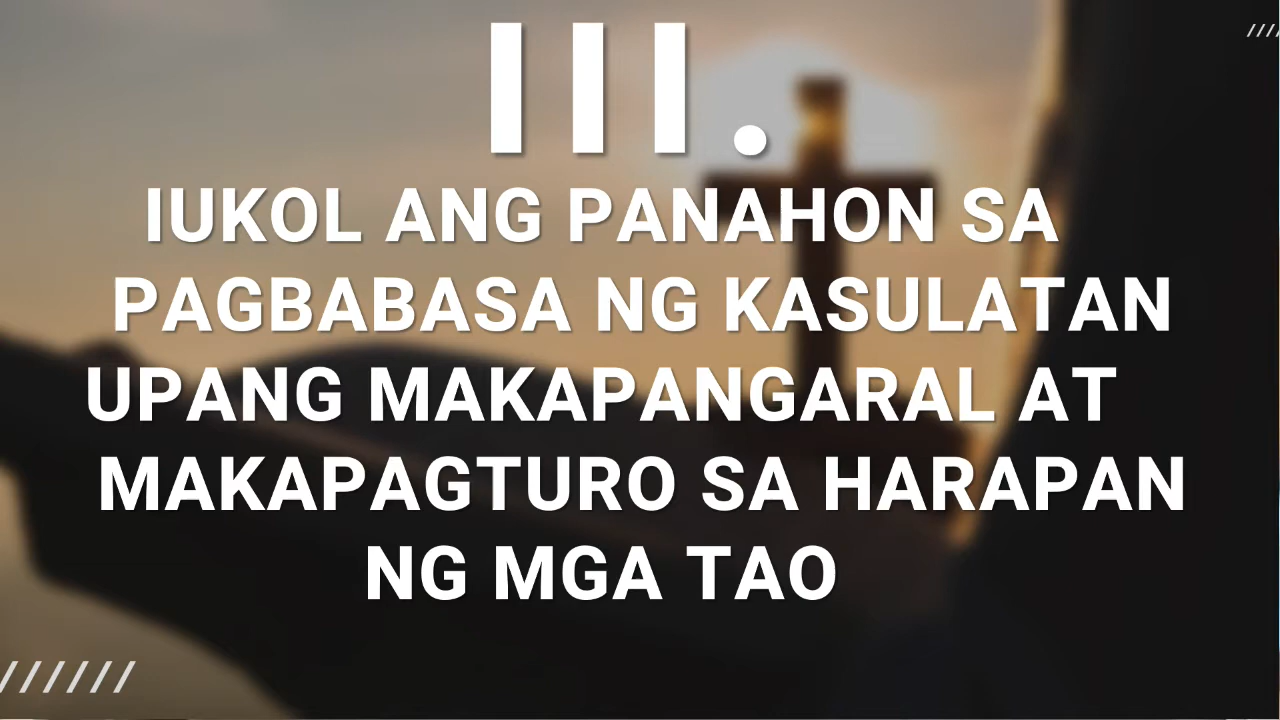 III.
IUKOL ANG PANAHON SA
PAGBABASA NG KASULATAN
UPANG MAKAPANGARAL AT
MAKAPAGTURO SA HARAPAN
NG MGA TAO